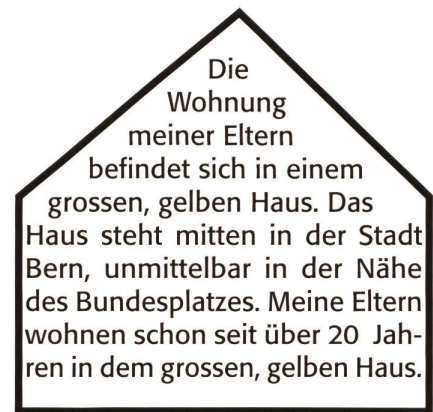 Die
Wohnung
meiner Eltern
befindet sich in einem
grossen, gelben Haus. Das
Haus steht mitten in der Stadt
Bern, unmittelbar in der Nähe
des Bundesplatzes. Meine Eltern
wohnen schon seit über 20 Jah-
ren in dem grossen, gelben Haus.